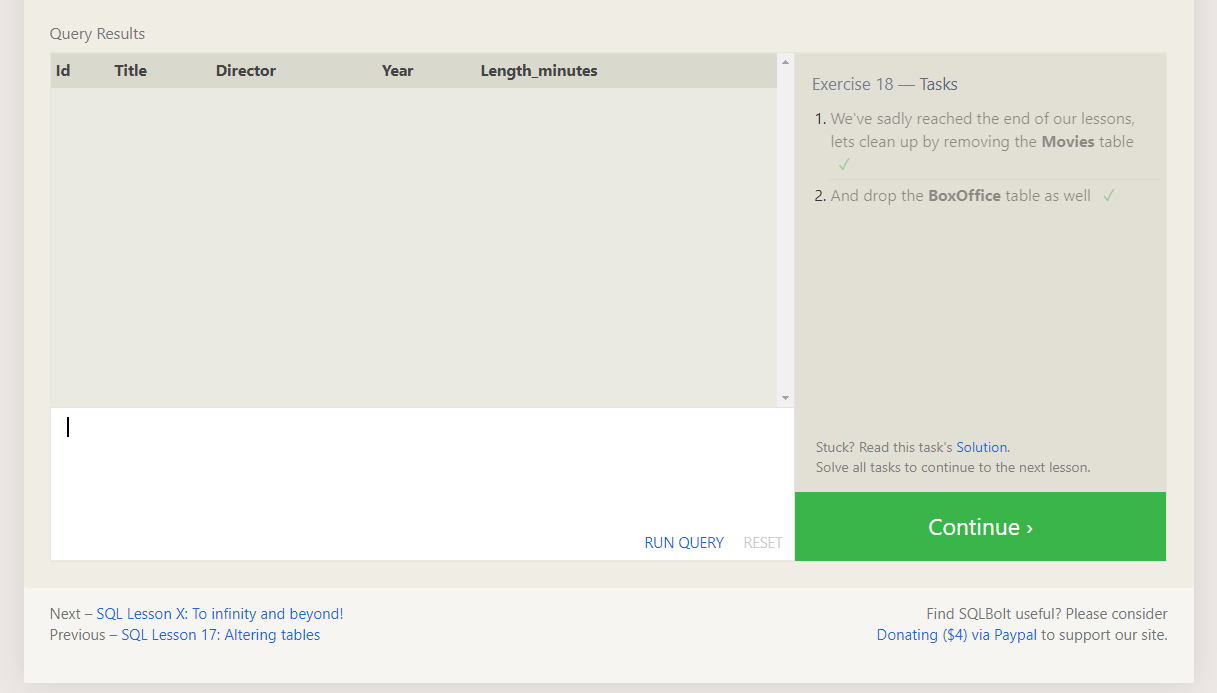 Query Results
Id Title Director Year Length_minutes
Exercise 18 — Tasks
1. We've sadly reached the end of our lessons,
lets clean up by removing the Movies table
✓
2. And drop the BoxOffice table as well ✓
Stuck? Read this task's Solution.
Solve all tasks to continue to the next lesson.
RUN QUERY RESET
Continue ›
Next – SQL Lesson X: To infinity and beyond!
Previous – SQL Lesson 17: Altering tables
Find SQLBolt useful? Please consider
Donating ($4) via Paypal to support our site.